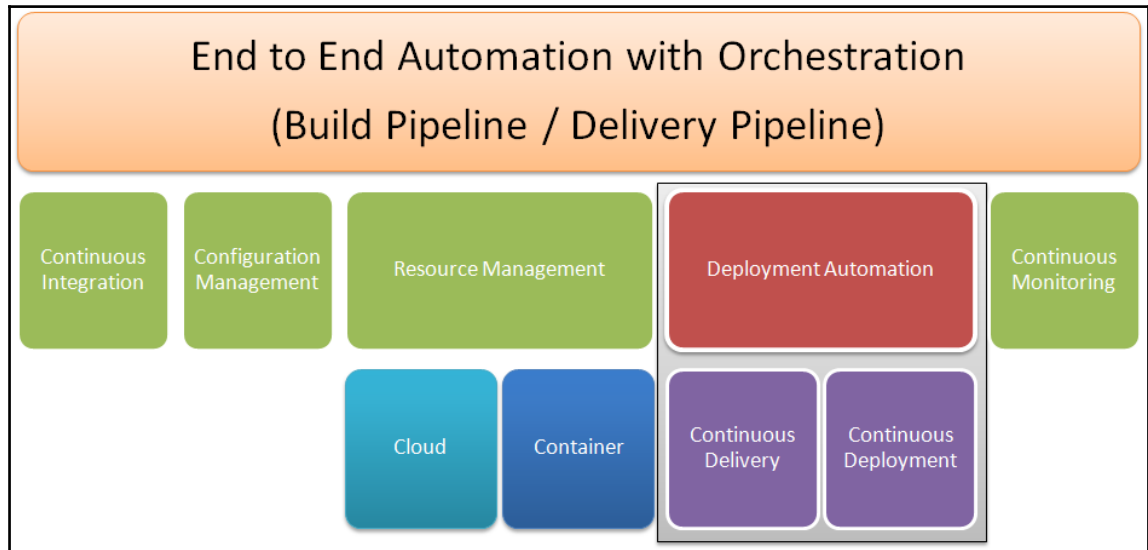 End to End Automation with Orchestration
(Build Pipeline / Delivery Pipeline)
Continuous
Integration
Configuration
Management
Resource Management
Deployment Automation
Continuous
Monitoring
Cloud
Container
Continuous
Delivery
Continuous
Deployment